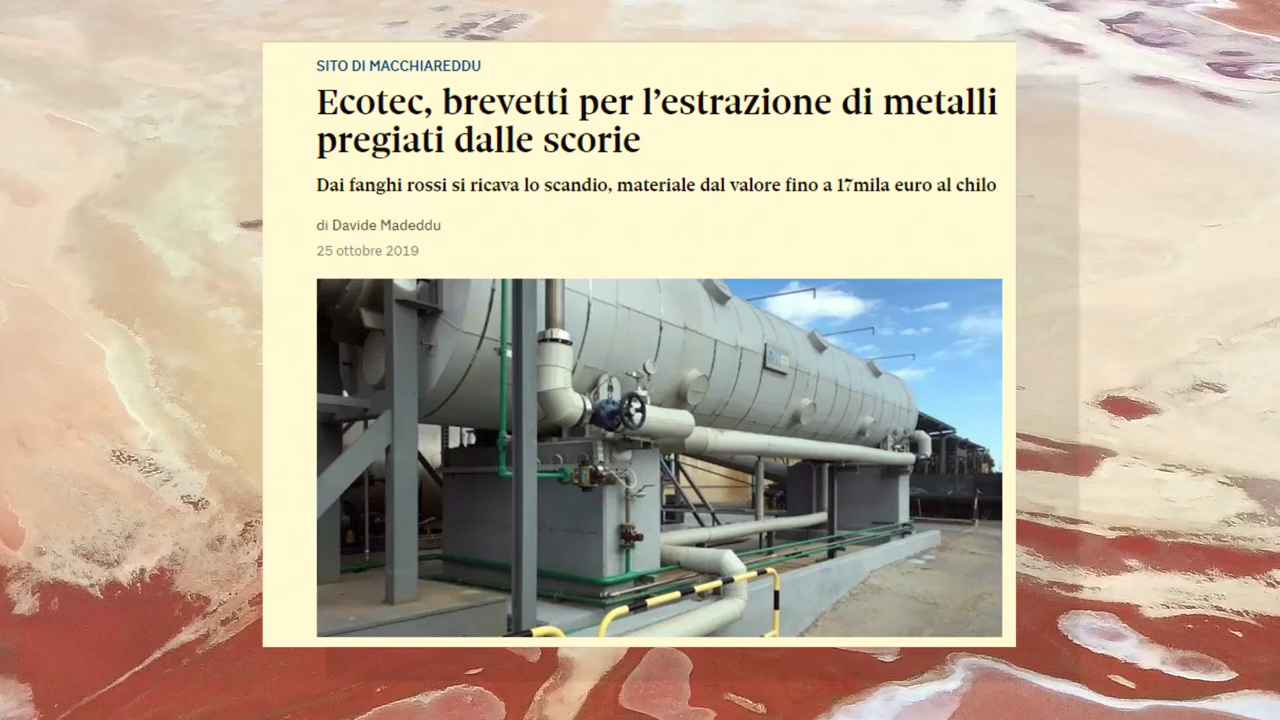 SITO DI MACCHIAREDDU
Ecotec, brevetti per l’estrazione di metalli
pregiati dalle scorie
Dai fanghi rossi si ricava lo scandio, materiale dal valore fino a 17mila euro al chilo
di Davide Madeddu
25 ottobre 2019